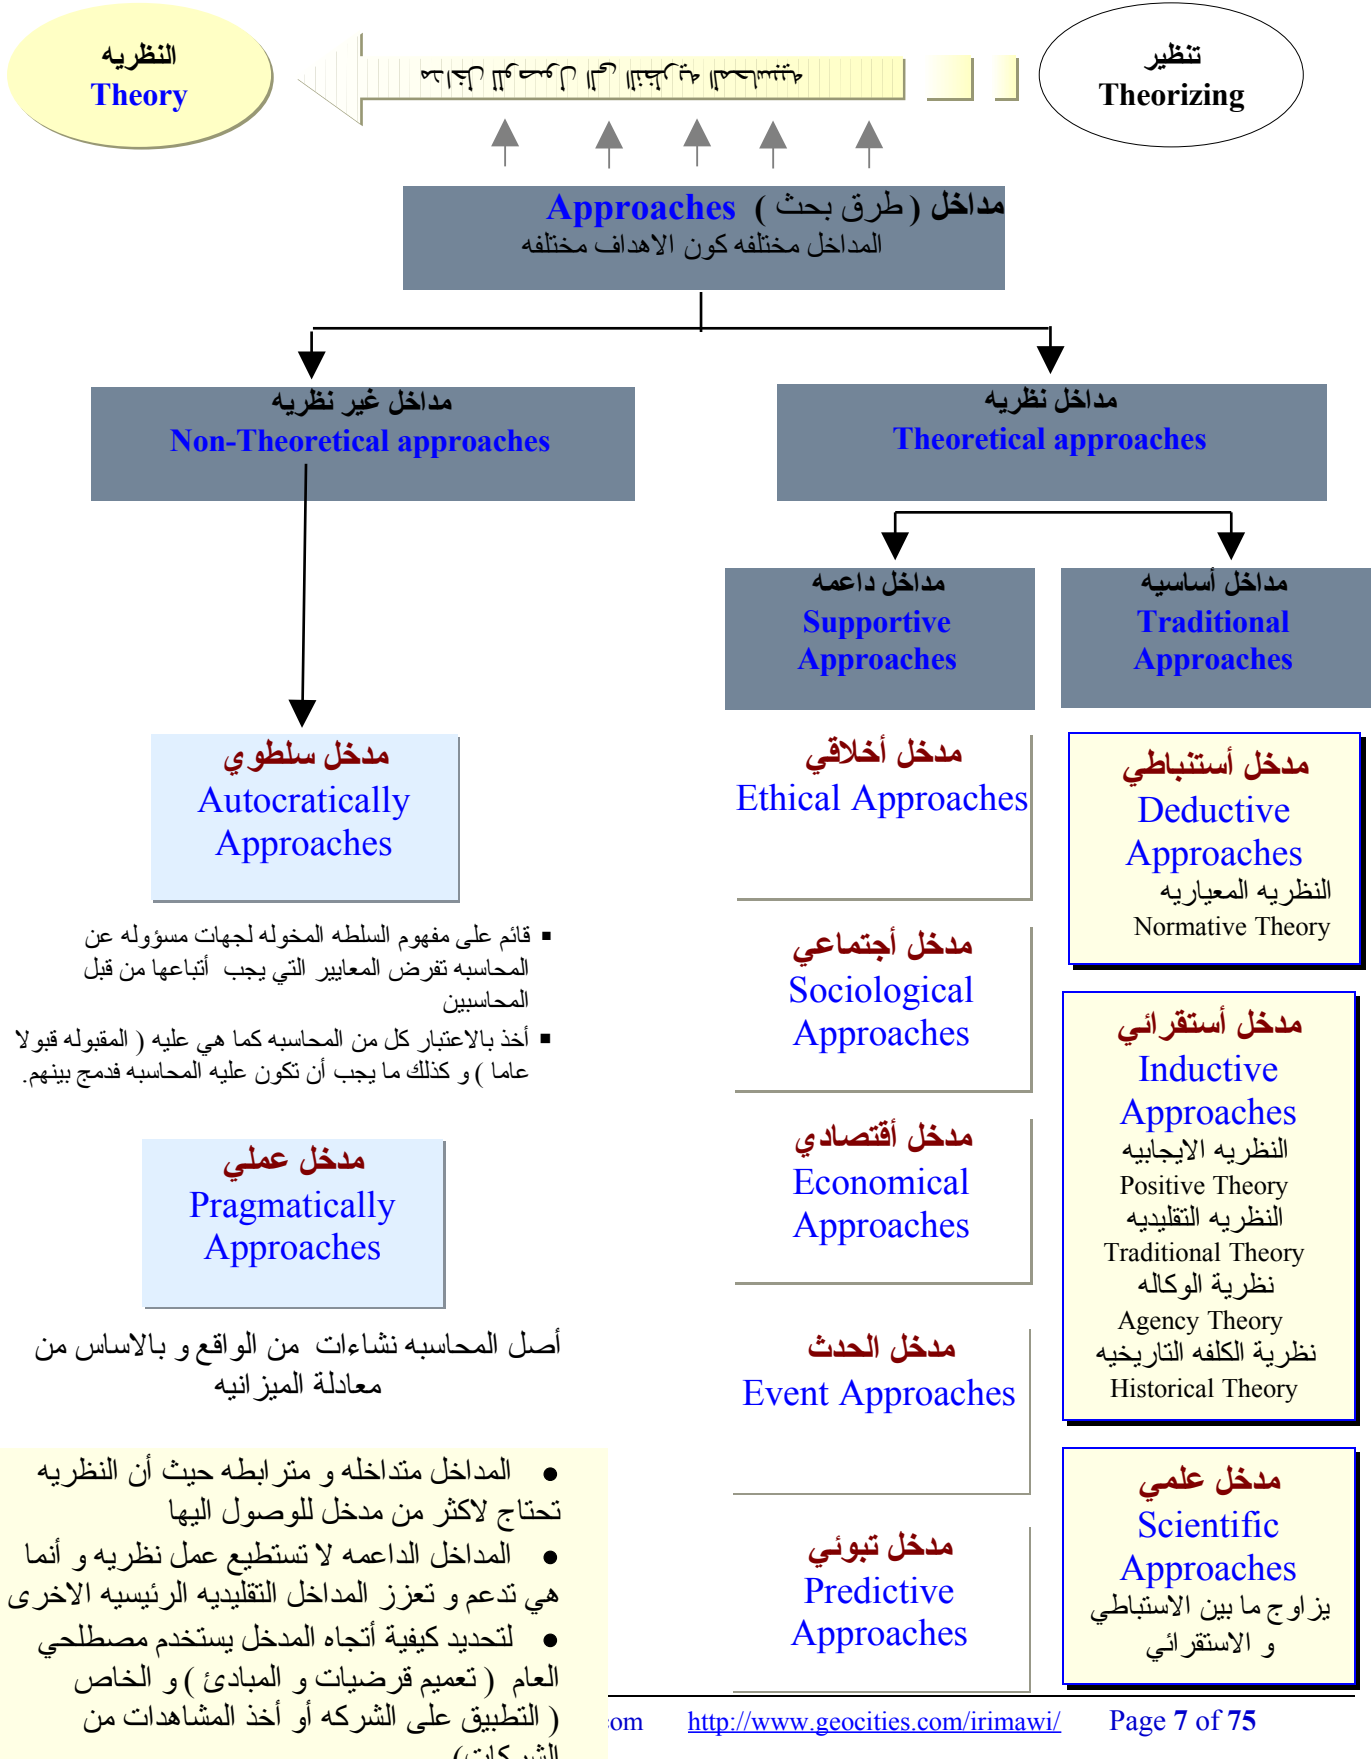 النظريه
Theory
مداخل للوصول الى النظريه المحاسبيه
تنظير
Theorizing
مداخل ( طرق بحث ) Approaches
المداخل مختلفه كون الاهداف مختلفه
مداخل غير نظريه
Non-Theoretical approaches
مداخل نظريه
Theoretical approaches
مداخل داعمه
Supportive
Approaches
مداخل أساسيه
Traditional
Approaches
مدخل سلطوي
Autocratically
Approaches
▪ قائم على مفهوم السلطه المخوله لجهات مسؤوله عن
المحاسبه تفرض المعايير التي يجب أتباعها من قبل
المحاسبين
▪ أخذ بالاعتبار كل من المحاسبه كما هي عليه ( المقبوله قبولا
عاما ) و كذلك ما يجب أن تكون عليه المحاسبه فدمج بينهم.
مدخل عملي
Pragmatically
Approaches
أصل المحاسبه نشاءات من الواقع و بالاساس من
معادلة الميزانيه
مدخل أخلاقي
Ethical Approaches
مدخل أجتماعي
Sociological
Approaches
مدخل أقتصادي
Economical
Approaches
مدخل الحدث
Event Approaches
مدخل تبوئي
Predictive
Approaches
مدخل أستنباطي
Deductive
Approaches
النظريه المعياريه
Normative Theory
مدخل أستقرائي
Inductive
Approaches
النظريه الايجابيه
Positive Theory
النظريه التقليديه
Traditional Theory
نظرية الوكاله
Agency Theory
نظرية الكلفه التاريخيه
Historical Theory
مدخل علمي
Scientific
Approaches
يزاوج ما بين الاستباطي
و الاستقرائي
● المداخل متداخله و مترابطه حيث أن النظريه
تحتاج لاكثر من مدخل للوصول اليها
● المداخل الداعمه لا تستطيع عمل نظريه و أنما
هي تدعم و تعزز المداخل التقليديه الرئيسيه الاخرى
● لتحديد كيفية أتجاه المدخل يستخدم مصطلحي
العام ( تعميم قرضيات و المبادئ ) و الخاص
( التطبيق على الشركه أو أخذ المشاهدات من
الشركات)
om http://www.geocities.com/irimawi/ Page 7 of 75